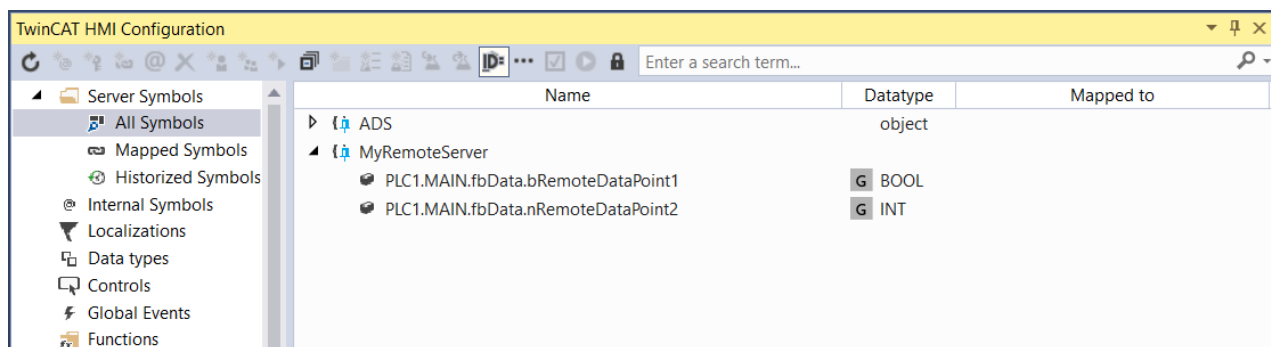 TwinCAT HMI Configuration
ID= Enter a search term...
Server Symbols Name Datatype Mapped to
All Symbols ADS object
Mapped Symbols MyRemoteServer
Historized Symbols PLC1.MAIN.fbData.bRemoteDataPoint1 G BOOL
Internal Symbols PLC1.MAIN.fbData.nRemoteDataPoint2 G INT
Localizations
Data types
Controls
Global Events
Functions